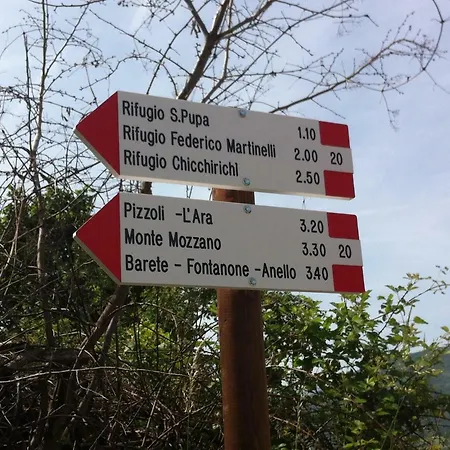 Rifugio S.Pupa 1.10
Rifugio Federico Martinelli 2.00 20
Rifugio Chicchirichl 2.50
Pizzoli -L'Ara 3.20
Monte Mozzano 3.30 20
Barete - Fontanone -Anello 3.40